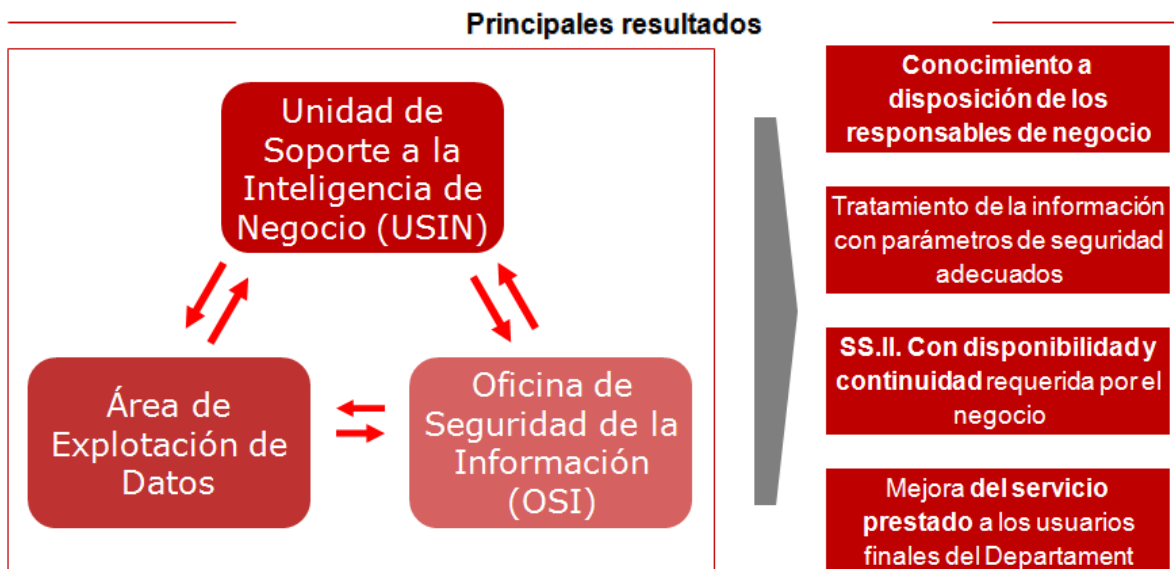 Principales resultados
Unidad de
Soporte a la
Inteligencia de
Negocio (USIN)
Área de
Explotación de
Datos
Oficina de
Seguridad de la
Información
(OSI)
Conocimiento a
disposición de los
responsables de negocio
Tratamiento de la información
con parámetros de seguridad
adecuados
SS.II. Con disponibilidad y
continuidad requerida por el
negocio
Mejora del servicio
prestado a los usuarios
finales del Departament